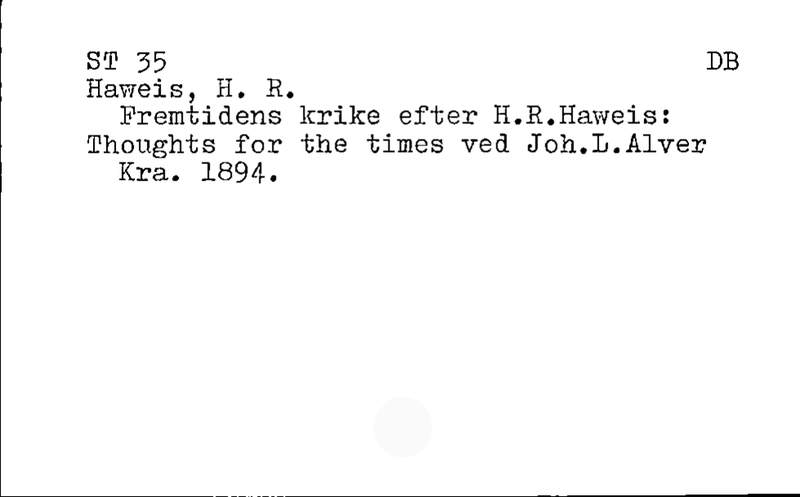 ST 35 DB
Haweis, H. R.
Fremtidens krike efter H.R.Haweis:
Thoughts for the times ved Joh.L.Alver
Kra. 1894.